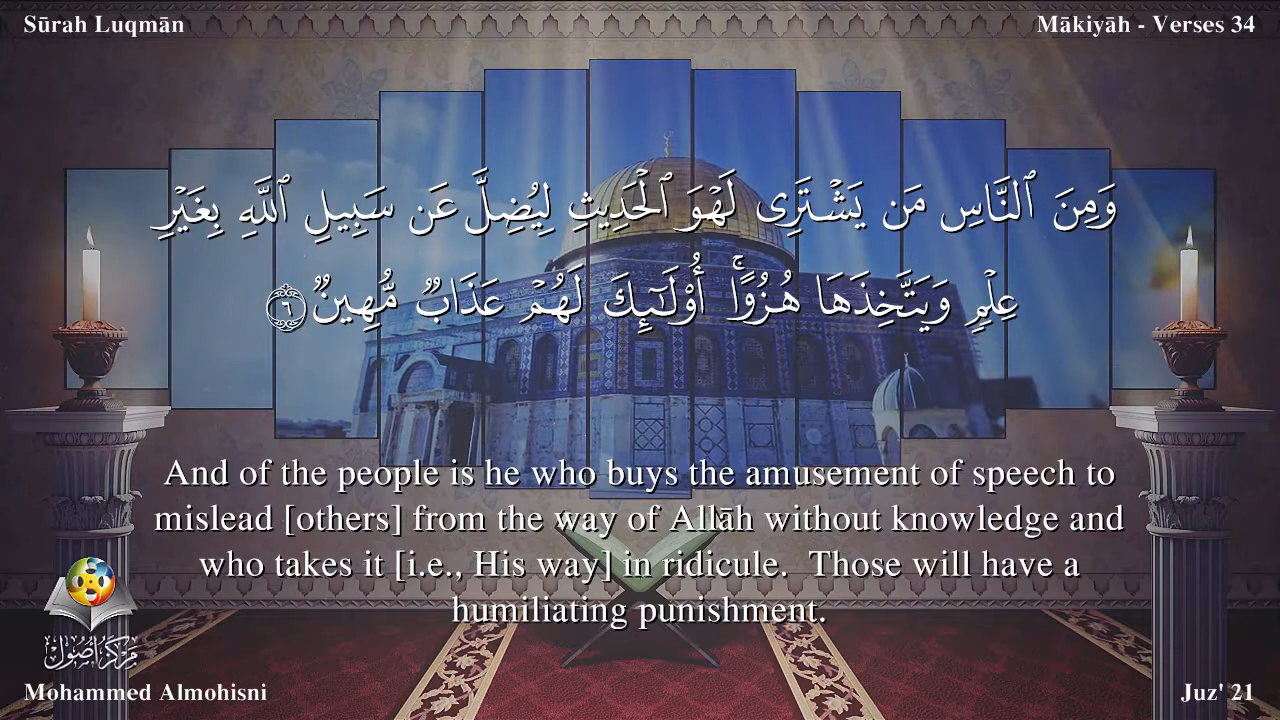 Sūrah Luqmān
Mākiyāh - Verses 34
وَمِنَ ٱلنَّاسِ مَن يَشْتَرِى لَهْوَ ٱلْحَدِيثِ لِيُضِلَّ عَن سَبِيلِ ٱللَّهِ بِغَيْرِ
عِلْمٍ وَيَتَّخِذَهَا هُزُوًا ۚ أُو۟لَـٰٓئِكَ لَهُمْ عَذَابٌ مُّهِينٌ ٦
And of the people is he who buys the amusement of speech to
mislead [others] from the way of Allāh without knowledge and
who takes it [i.e., His way] in ridicule.  Those will have a
humiliating punishment.
مركز أصول
Mohammed Almohisni
Juz' 21